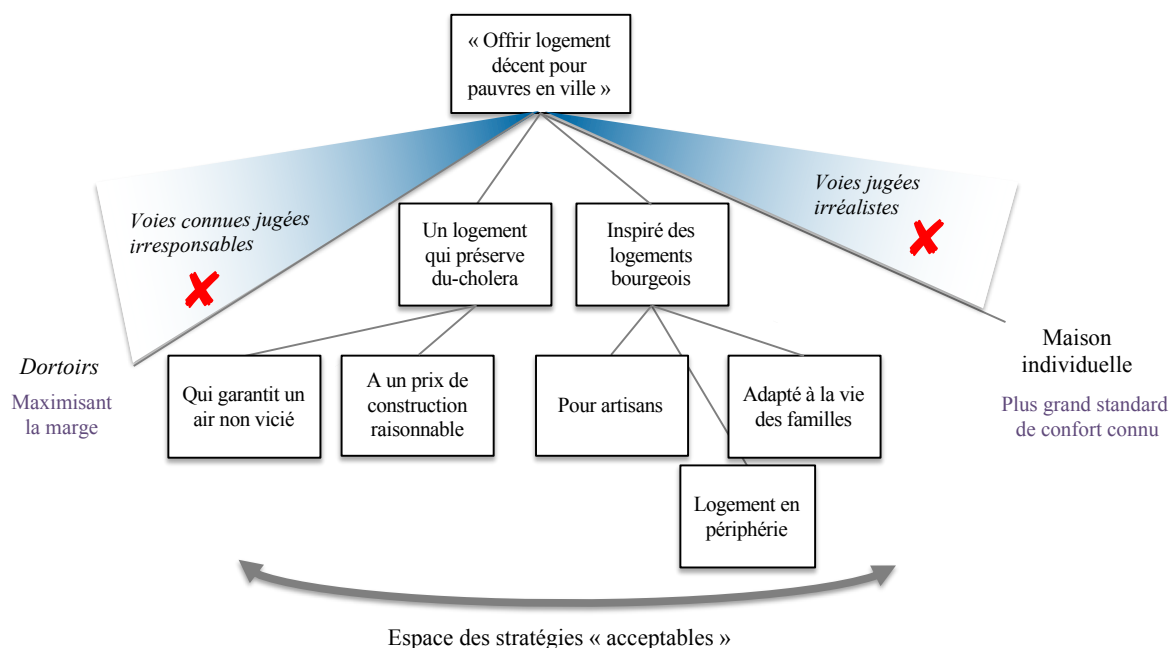 « Offrir logement
décent pour
pauvres en ville »
Voies connues jugées
irresponsables
Voies jugées
irréalistes
Un logement
qui préserve
du-cholera
Inspiré des
logements
bourgeois
Dortoirs
Maximisant
la marge
Qui garantit un
air non vicié
A un prix de
construction
raisonnable
Pour artisans
Adapté à la vie
des familles
Logement en
périphérie
Maison
individuelle
Plus grand standard
de confort connu
Espace des stratégies « acceptables »